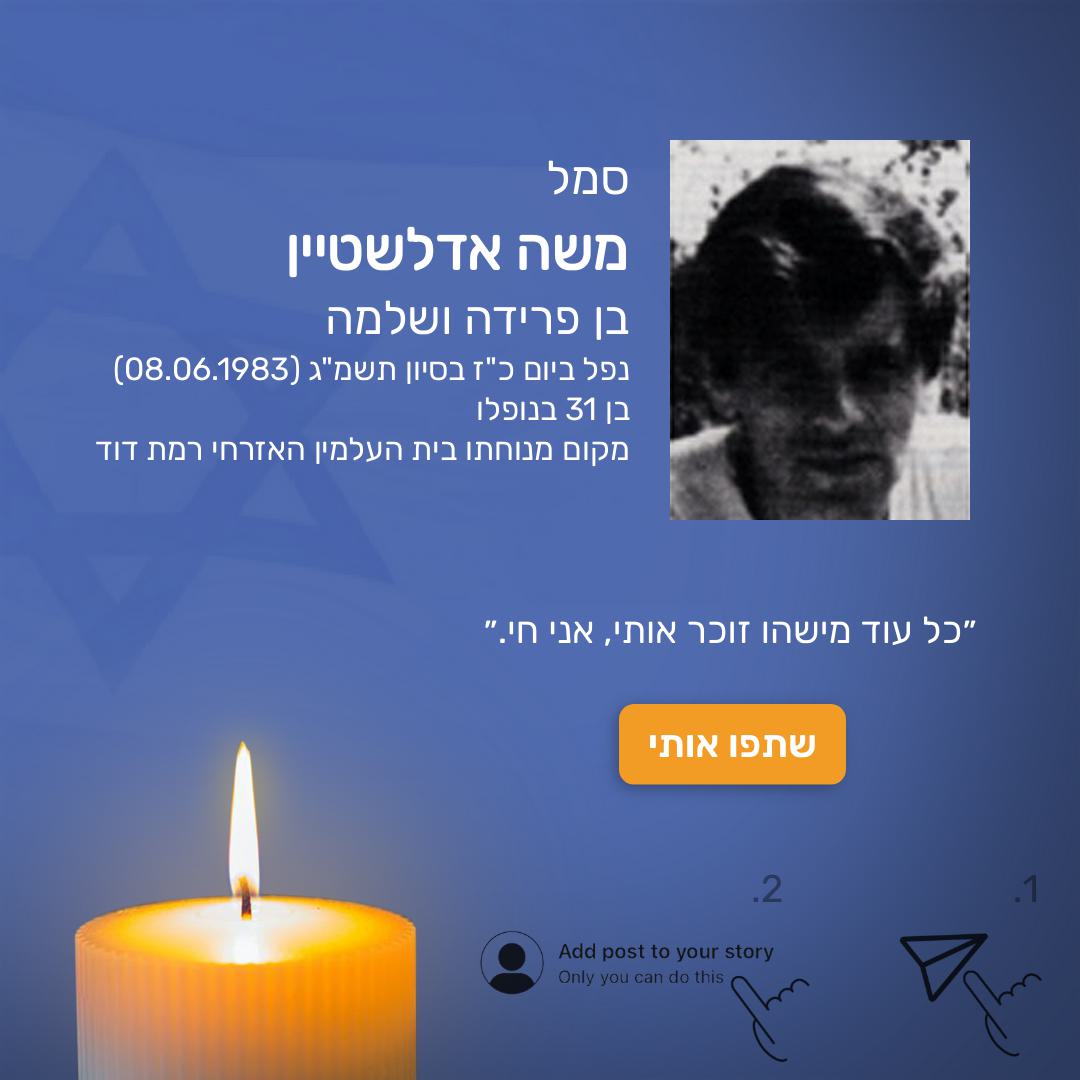 סמל
משה אדלשטיין
בן פרידה ושלמה
נפל ביום כ"ז בסיון תשמ"ג (08.06.1983)
בן 31 בנופלו
מקום מנוחתו בית העלמין האזרחי רמת דוד
״כל עוד מישהו זוכר אותי, אני חי.״
שתפו אותי
.1
.2
Add post to your story
Only you can do this